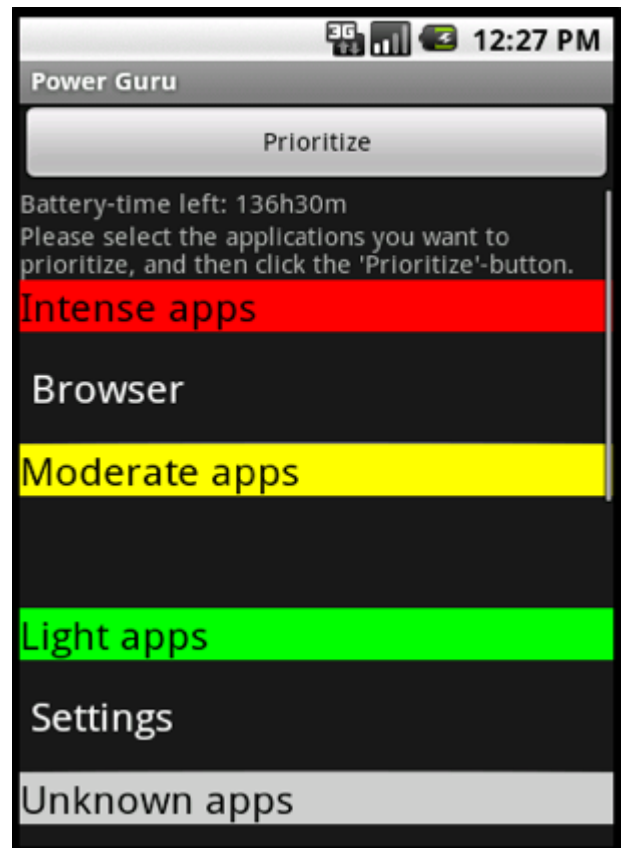 3G 12:27 PM
Power Guru
Prioritize
Battery-time left: 136h30m
Please select the applications you want to
prioritize, and then click the 'Prioritize'-button.
Intense apps
Browser
Moderate apps
Light apps
Settings
Unknown apps